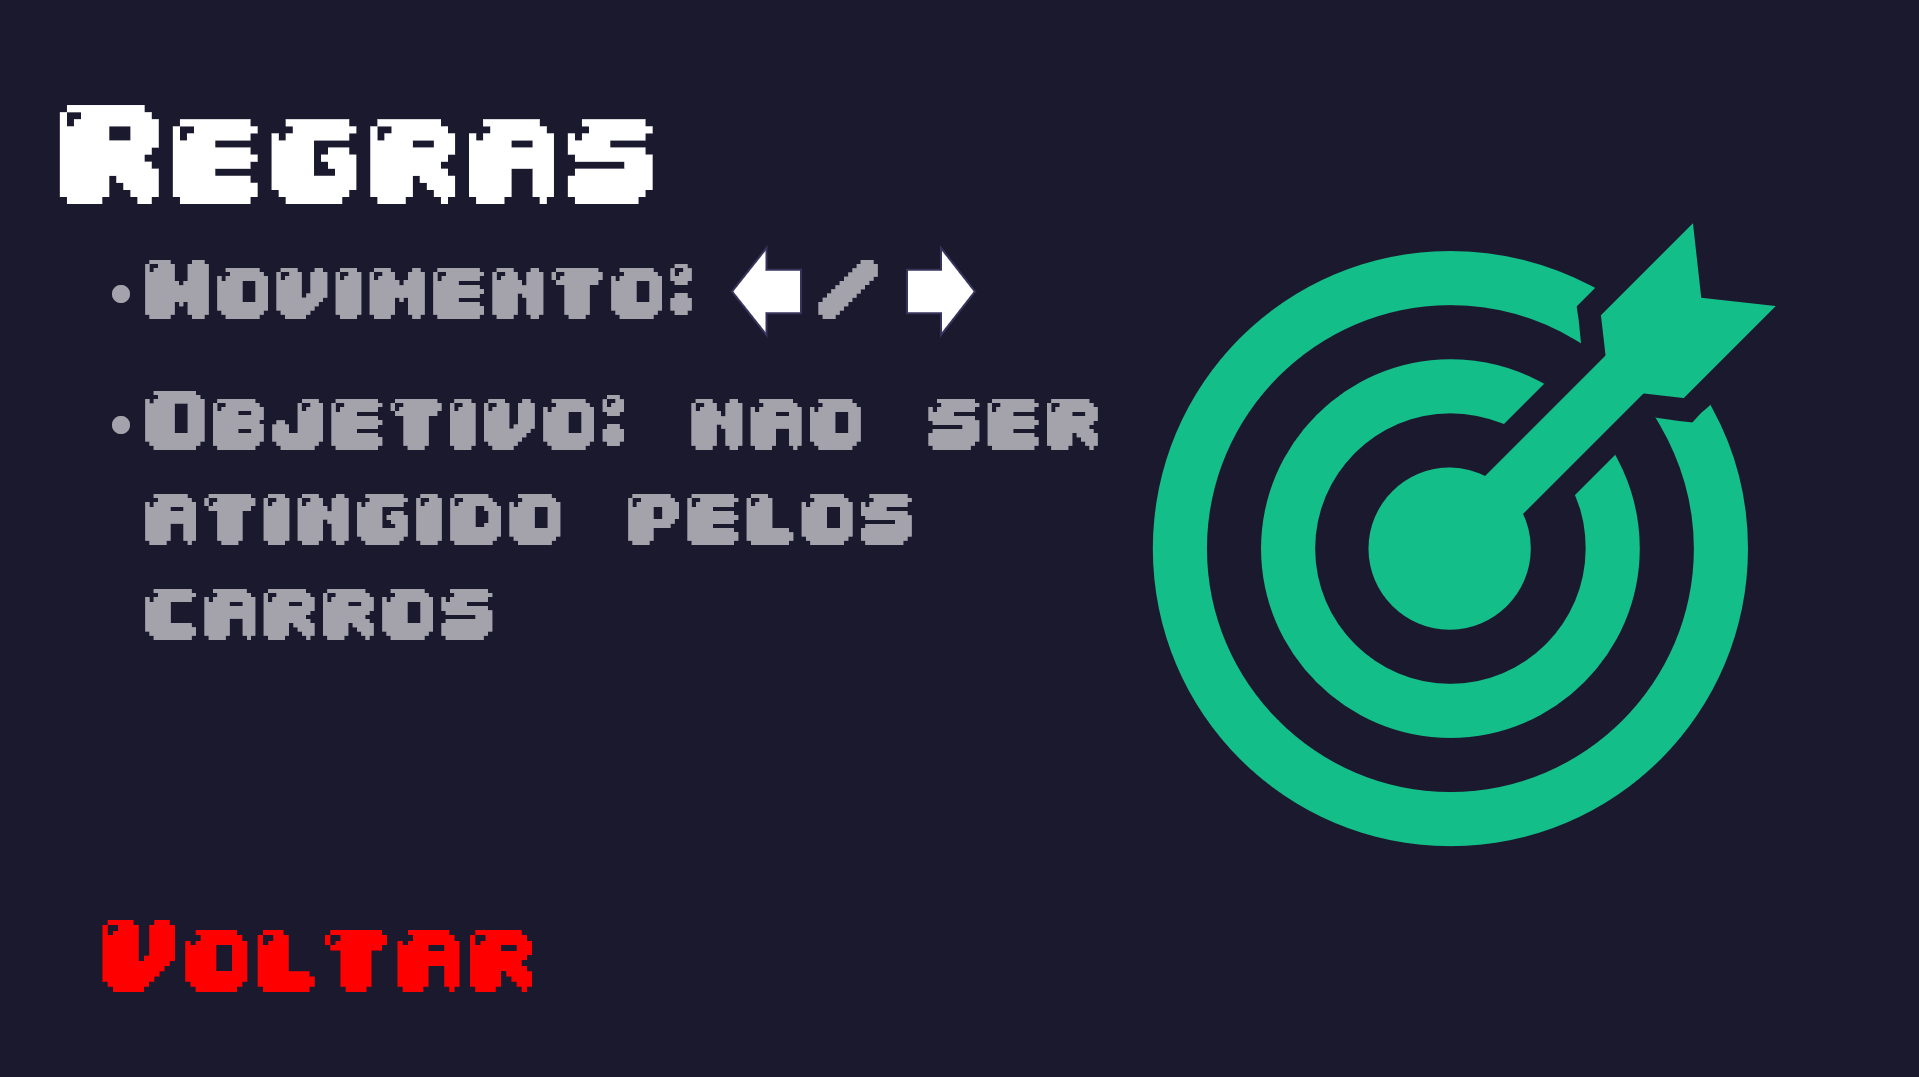 Regras
• Movimento: /
• Objetivo: nao ser
atingido pelos
carros
Voltar